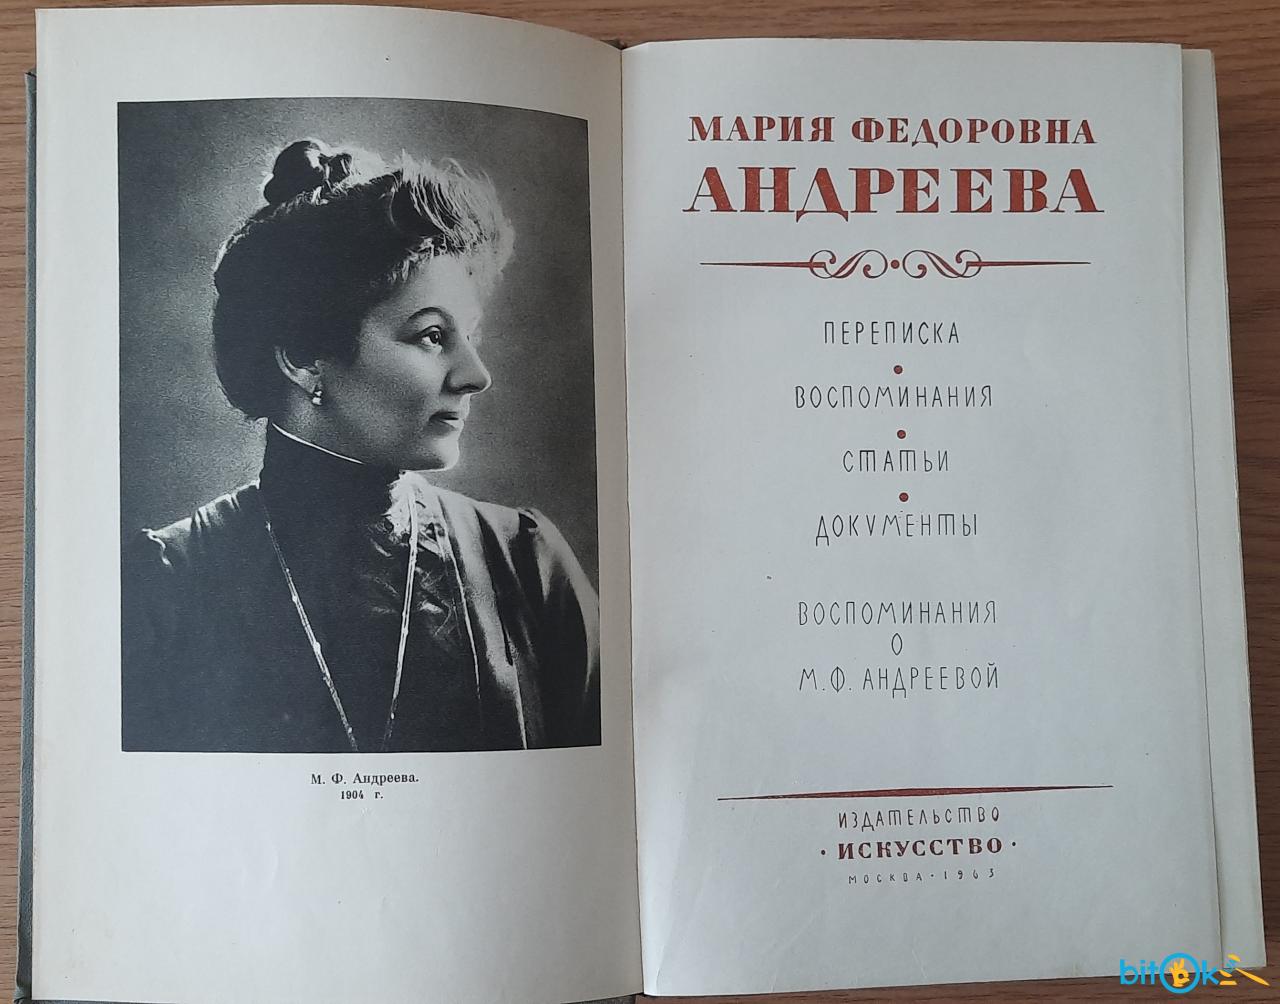 М. Ф. Андреева.
1904 г.
МАРИЯ ФЕДОРОВНА
АНДРЕЕВА
ПЕРЕПИСКА
ВОСПОМИНАНИЯ
СТАТЬИ
ДОКУМЕНТЫ
ВОСПОМИНАНИЯ
О
М.Ф. АНДРЕЕВОЙ
ИЗДАТЕЛЬСТВО
· ИСКУССТВО ·
МОСКВА · 1963
bitOk